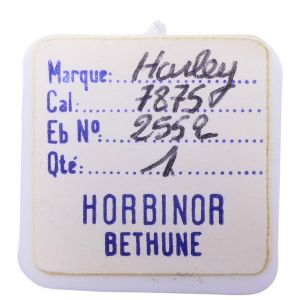 Marque: Harley
Cal: 7875
Eb Nº. 2552
Qté: 1
HORBINOR
BETHUNE